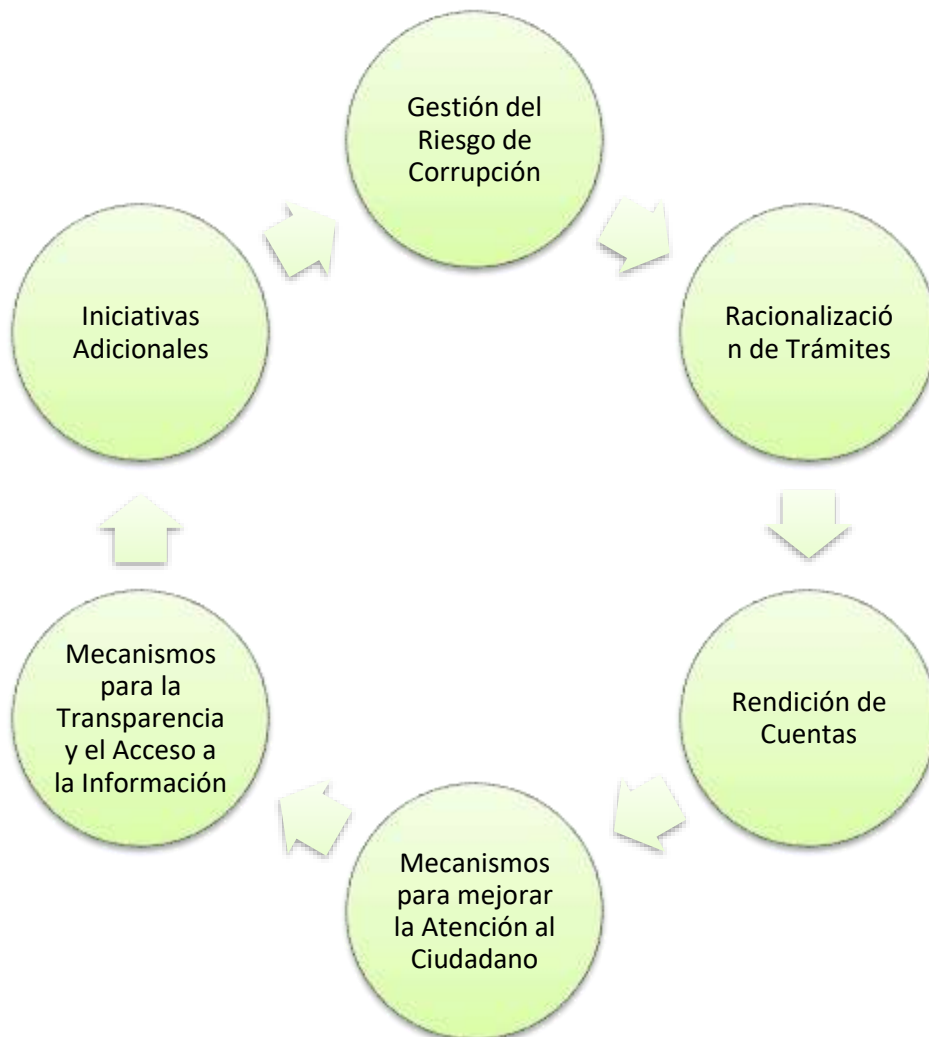 Gestión del
Riesgo de
Corrupción
Racionalizació
n de Trámites
Rendición de
Cuentas
Mecanismos
para mejorar
la Atención al
Ciudadano
Mecanismos
para la
Transparencia
y el Acceso a
la Información
Iniciativas
Adicionales